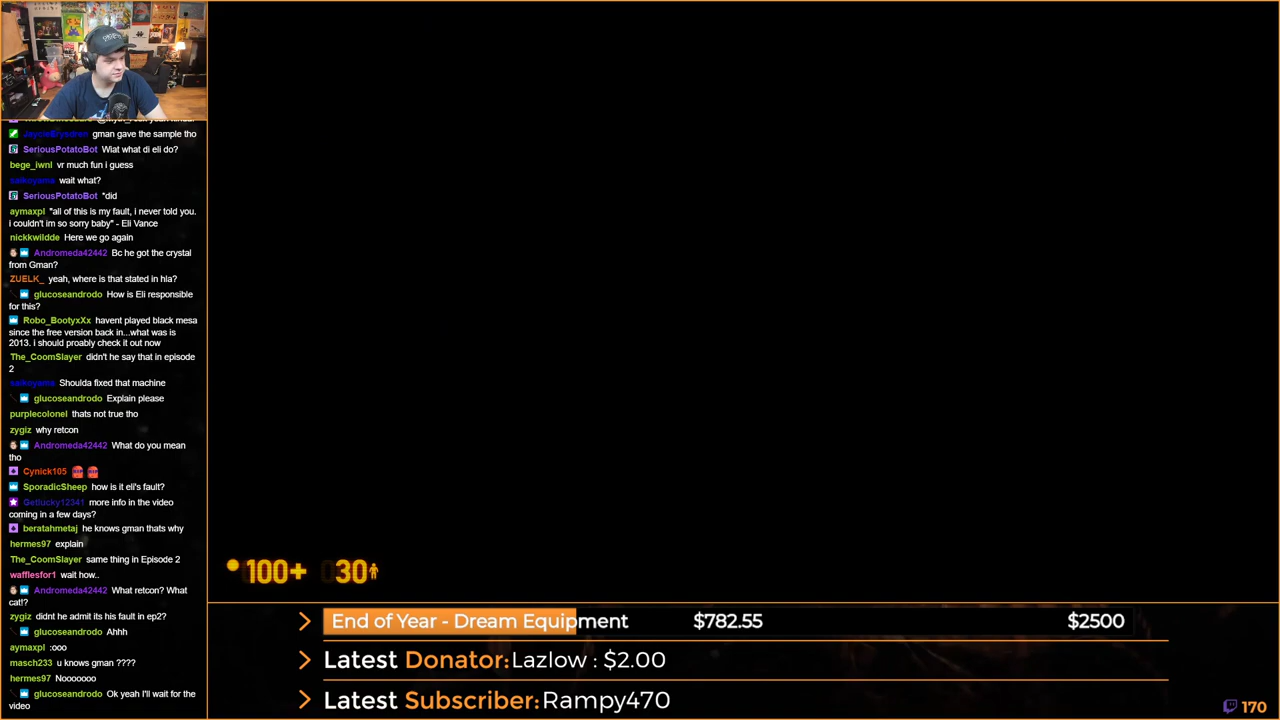 JayneErysdren gman gave the sample tho
SeriousPotatoBot Wiat what di eli do?
bege_iwnl vr much fun i guess
saikoyama wait what?
SeriousPotatoBot *did
aymaxpl "all of this is my fault, i never told you.
i couldn't im so sorry baby" - Eli Vance
nickkwildde Here we go again
Andromeda42442 Bc he got the crystal
from Gman?
ZUELK_ yeah, where is that stated in hla?
glucoseandrodo How is Eli responsible
for this?
Robo_BootyxXx havent played black mesa
since the free version back in...what was is
2013. i should proably check it out now
The_CoomSlayer didn't he say that in episode
2
saikoyama Shoulda fixed that machine
glucoseandrodo Explain please
purplecolonel thats not true tho
zygiz why retcon
Andromeda42442 What do you mean
tho
Cynick105
SporadicSheep how is it eli's fault?
Getlucky12341 more info in the video
coming in a few days?
beratahmetaj he knows gman thats why
hermes97 explain
The_CoomSlayer same thing in Episode 2
wafflesfor1 wait how..
Andromeda42442 What retcon? What
cat!?
zygiz didnt he admit its his fault in ep2?
glucoseandrodo Ahhh
aymaxpl :ooo
masch233 u knows gman ????
hermes97 Nooooooo
glucoseandrodo Ok yeah I'll wait for the
video
100+ 30
End of Year - Dream Equipment $782.55 $2500
Latest Donator: Lazlow : $2.00
Latest Subscriber: Rampy470
170